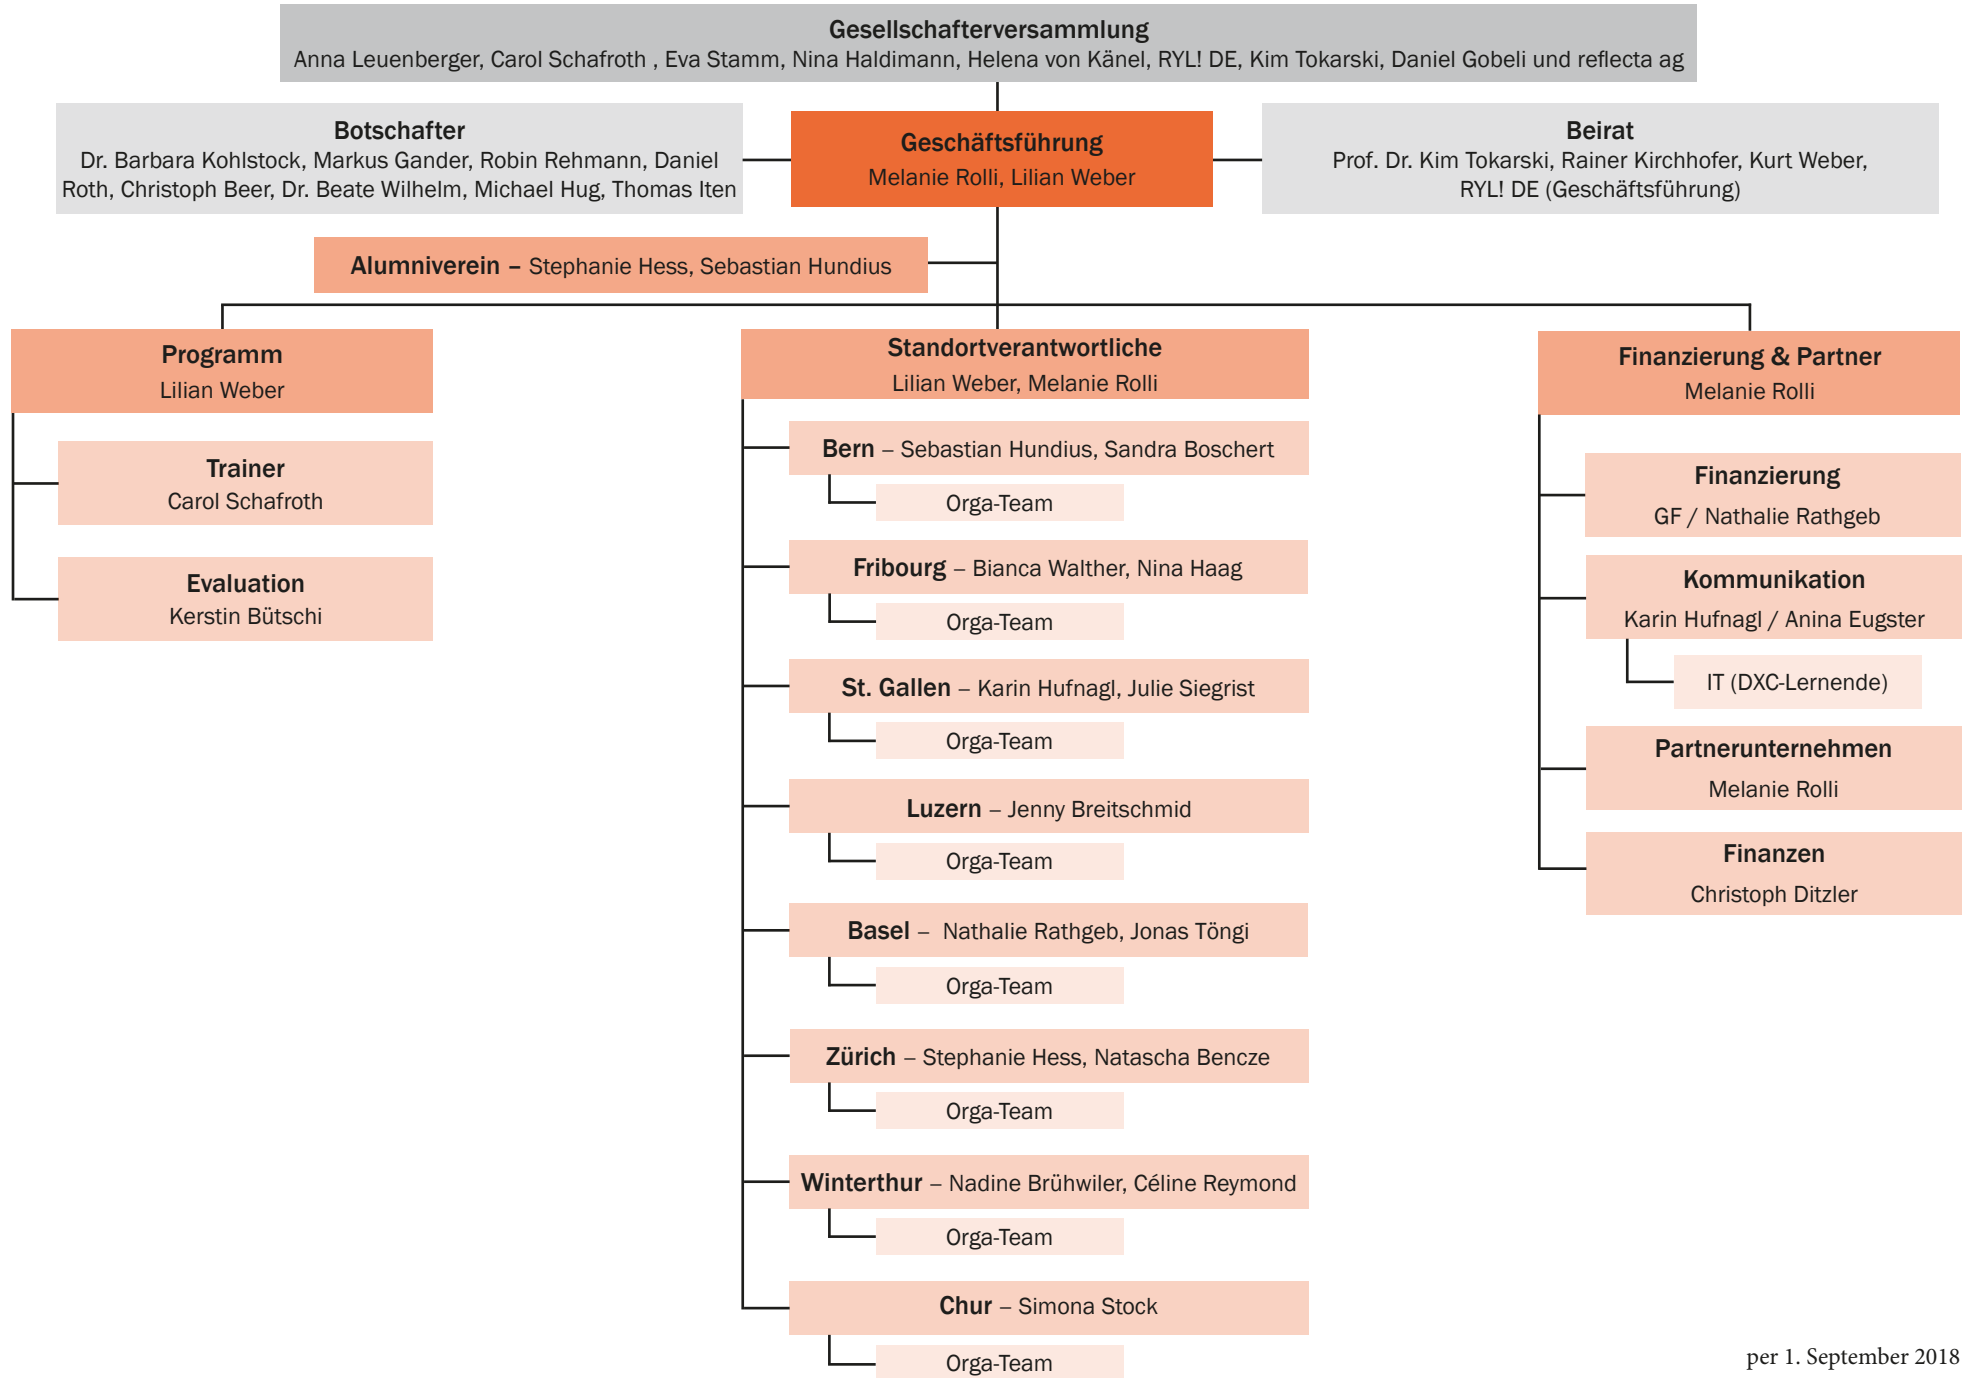 Gesellschafterversammlung
Anna Leuenberger, Carol Schafroth , Eva Stamm, Nina Haldimann, Helena von Känel, RYL! DE, Kim Tokarski, Daniel Gobeli und reflecta ag
Botschafter
Dr. Barbara Kohlstock, Markus Gander, Robin Rehmann, Daniel
Roth, Christoph Beer, Dr. Beate Wilhelm, Michael Hug, Thomas Iten
Geschäftsführung
Melanie Rolli, Lilian Weber
Beirat
Prof. Dr. Kim Tokarski, Rainer Kirchhofer, Kurt Weber,
RYL! DE (Geschäftsführung)
Alumniverein – Stephanie Hess, Sebastian Hundius
Programm
Lilian Weber
Trainer
Carol Schafroth
Evaluation
Kerstin Bütschi
Standortverantwortliche
Lilian Weber, Melanie Rolli
Bern – Sebastian Hundius, Sandra Boschert
Orga-Team
Fribourg – Bianca Walther, Nina Haag
Orga-Team
St. Gallen – Karin Hufnagl, Julie Siegrist
Orga-Team
Luzern – Jenny Breitschmid
Orga-Team
Basel –  Nathalie Rathgeb, Jonas Töngi
Orga-Team
Zürich – Stephanie Hess, Natascha Bencze
Orga-Team
Winterthur – Nadine Brühwiler, Céline Reymond
Orga-Team
Chur – Simona Stock
Orga-Team
Finanzierung & Partner
Melanie Rolli
Finanzierung
GF / Nathalie Rathgeb
Kommunikation
Karin Hufnagl / Anina Eugster
IT (DXC-Lernende)
Partnerunternehmen
Melanie Rolli
Finanzen
Christoph Ditzler
per 1. September 2018